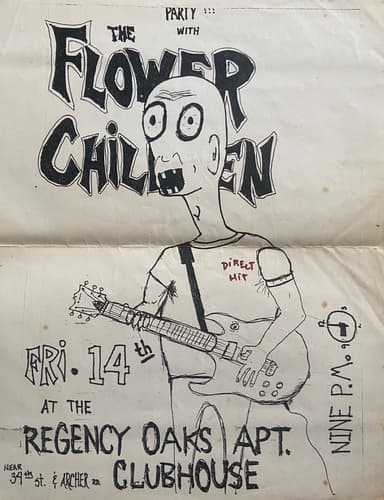 PARTY !!!
WITH
THE
FLOWER
CHILDREN
DIRECT
HIT
FRI. 14th
AT THE
REGENCY OAKS APT.
CLUBHOUSE
NEAR
34th st. & ARCHER RD.
NINE P.M.